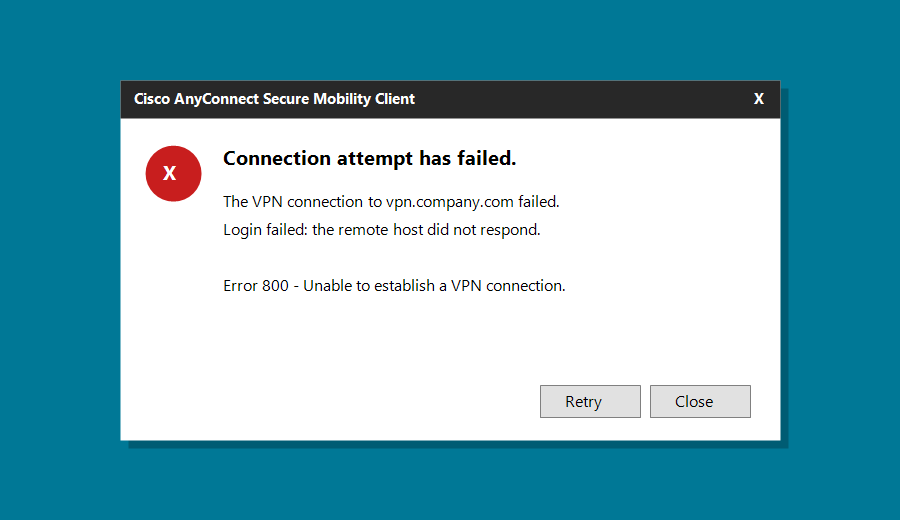 Cisco AnyConnect Secure Mobility Client X
X
Connection attempt has failed.
The VPN connection to vpn.company.com failed.
Login failed: the remote host did not respond.
Error 800 - Unable to establish a VPN connection.
Retry Close